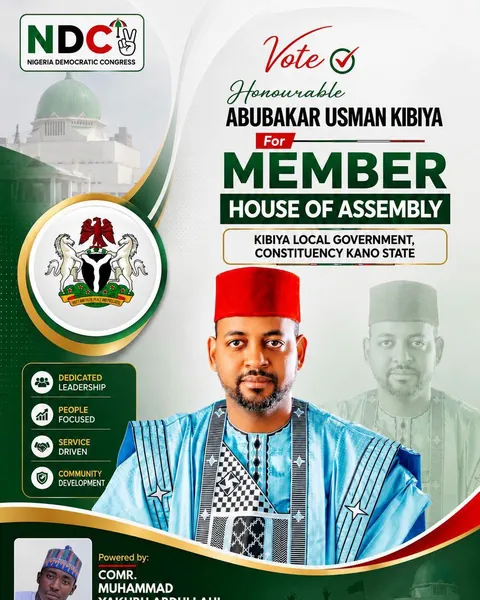 NDC
NIGERIA DEMOCRATIC CONGRESS
Vote
Honourable
ABUBAKAR USMAN KIBIYA
For
MEMBER
HOUSE OF ASSEMBLY
KIBIYA LOCAL GOVERNMENT,
CONSTITUENCY KANO STATE
DEDICATED
LEADERSHIP
PEOPLE
FOCUSED
SERVICE
DRIVEN
COMMUNITY
DEVELOPMENT
Powered by:
COMR.
MUHAMMAD